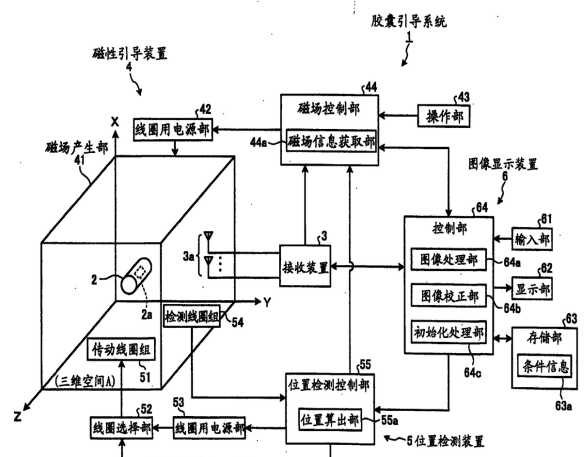 胶囊引导系统
1
磁性引导装置
4
磁场产生部
41
X
42
线圈用电源部
44
磁场控制部
44a
磁场信息获取部
43
操作部
图像显示装置
6
64
控制部
图像处理部
64a
图像校正部
64b
初始化处理部
64c
61
输入部
62
显示部
63
存储部
条件信息
63a
3a
3
接收装置
2
2a
Y
检测线圈组
54
传动线圈组
51
(三维空间A)
Z
52
线圈选择部
53
线圈用电源部
55
位置检测控制部
位置算出部
55a
5位置检测装置